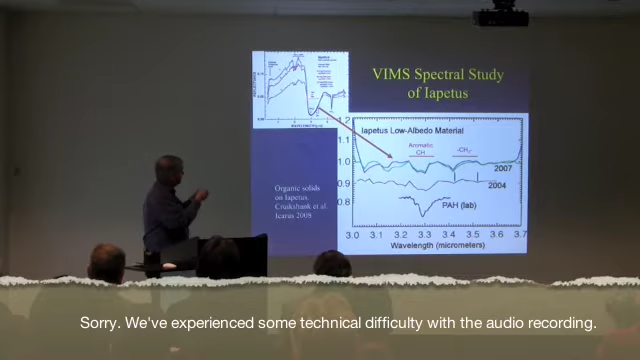 VIMS Spectral Study
of Iapetus
Iapetus Low-Albedo Material
Aromatic
CH
-CH2-
2007
2004
PAH (lab)
1.2
1.1
1.0
0.9
0.8
3.0 3.1 3.2 3.3 3.4 3.5 3.6 3.7
Wavelength (micrometers)
Organic solids
on Iapetus.
Cruikshank et al.
Icarus 2008
Sorry. We've experienced some technical difficulty with the audio recording.